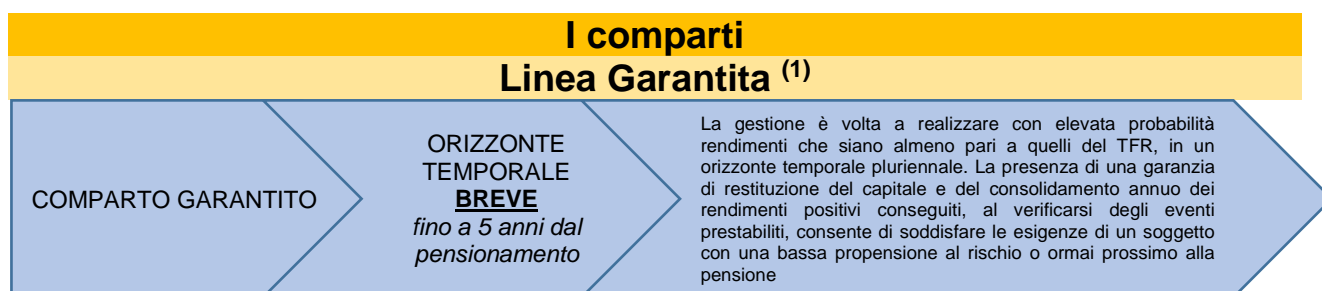 I comparti
Linea Garantita (1)
COMPARTO GARANTITO
ORIZZONTE
TEMPORALE
BREVE
fino a 5 anni dal
pensionamento
La gestione è volta a realizzare con elevata probabilità
rendimenti che siano almeno pari a quelli del TFR, in un
orizzonte temporale pluriennale. La presenza di una garanzia
di restituzione del capitale e del consolidamento annuo dei
rendimenti positivi conseguiti, al verificarsi degli eventi
prestabiliti, consente di soddisfare le esigenze di un soggetto
con una bassa propensione al rischio o ormai prossimo alla
pensione